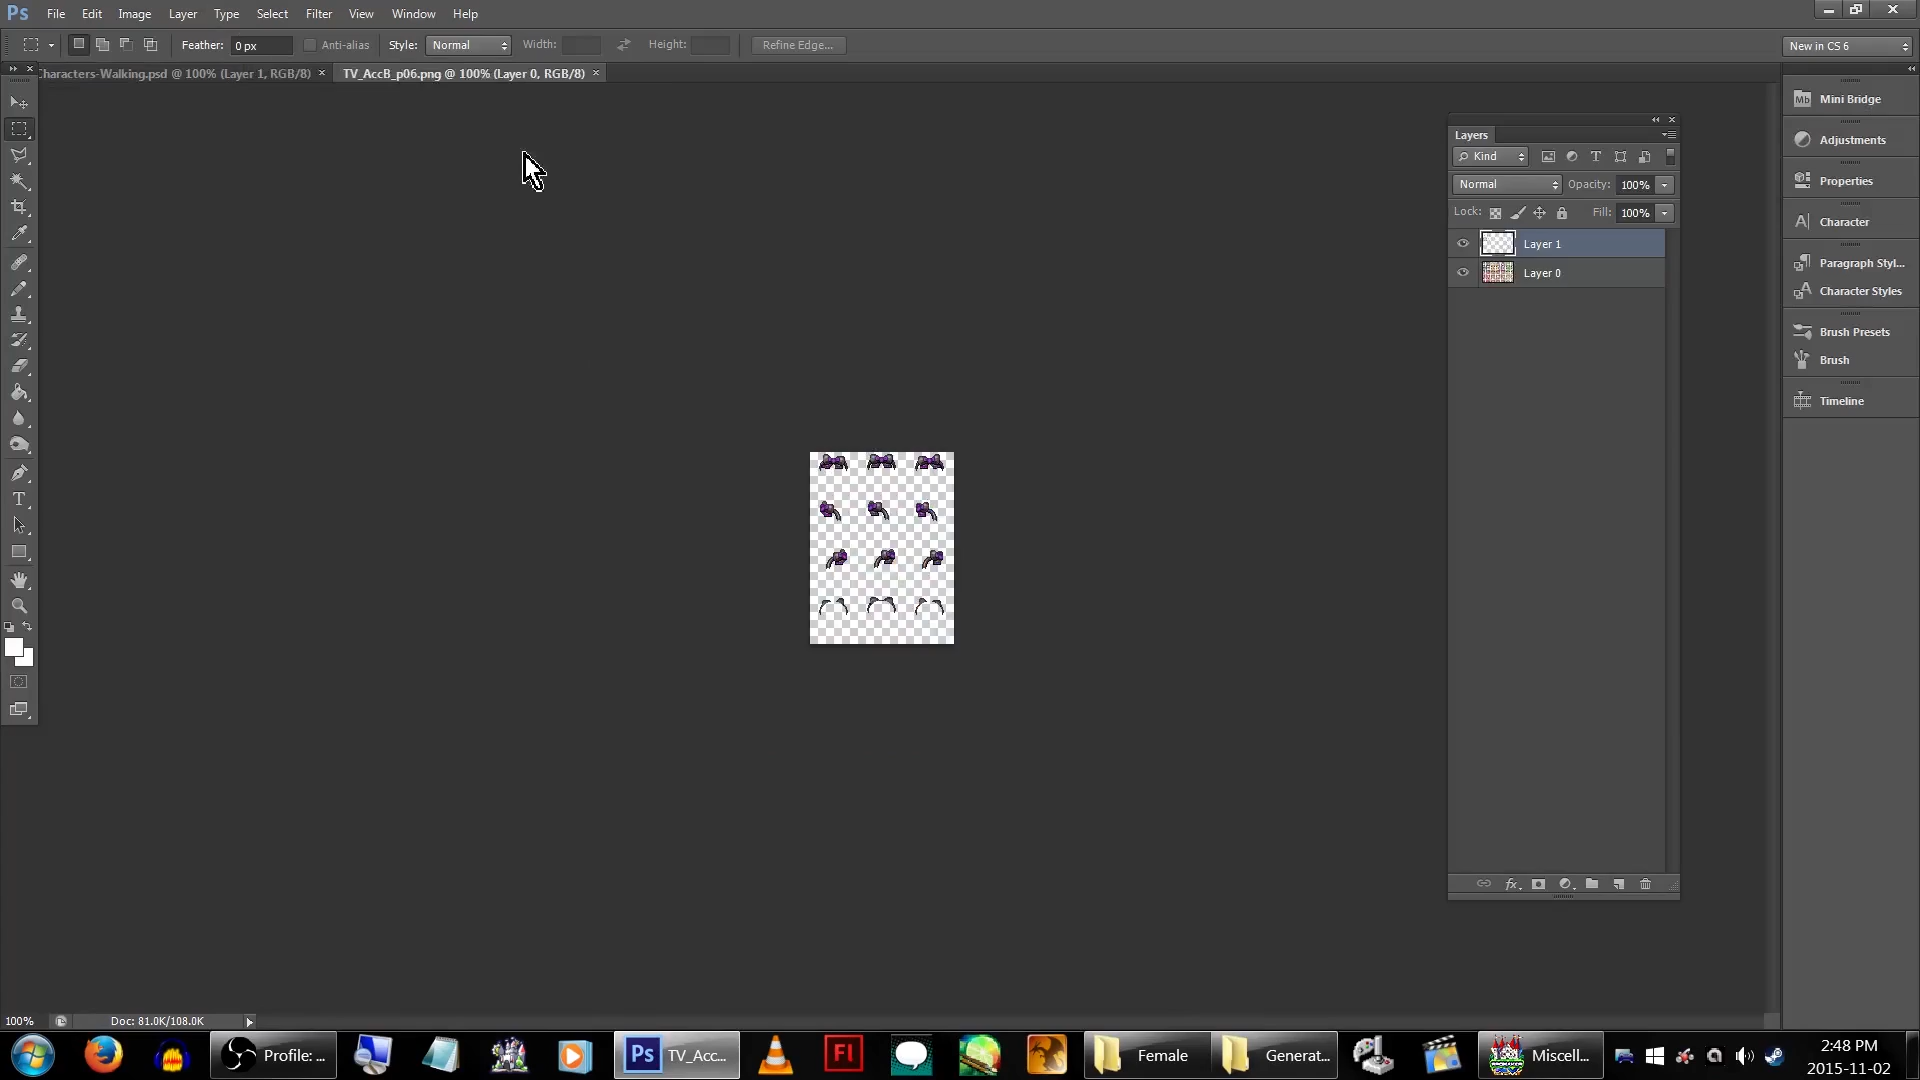 Ps File Edit Image Layer Type Select Filter View Window Help
Feather: 0 px Anti-alias Style: Normal Width: Height: Refine Edge... New in CS 6
haracters-Walking.psd @ 100% (Layer 1, RGB/8) × TV_AccB_p06.png @ 100% (Layer 0, RGB/8) ×
Mb Mini Bridge
Adjustments
Properties
Character
Paragraph Styl...
Character Styles
Brush Presets
Brush
Timeline
Layers
Kind
Normal Opacity: 100%
Lock: Fill: 100%
Layer 1
Layer 0
100% Doc: 81.0K/108.0K
Profile: ... Ps TV_Acc... Fl Female Generat... Miscell... 2:48 PM
2015-11-02